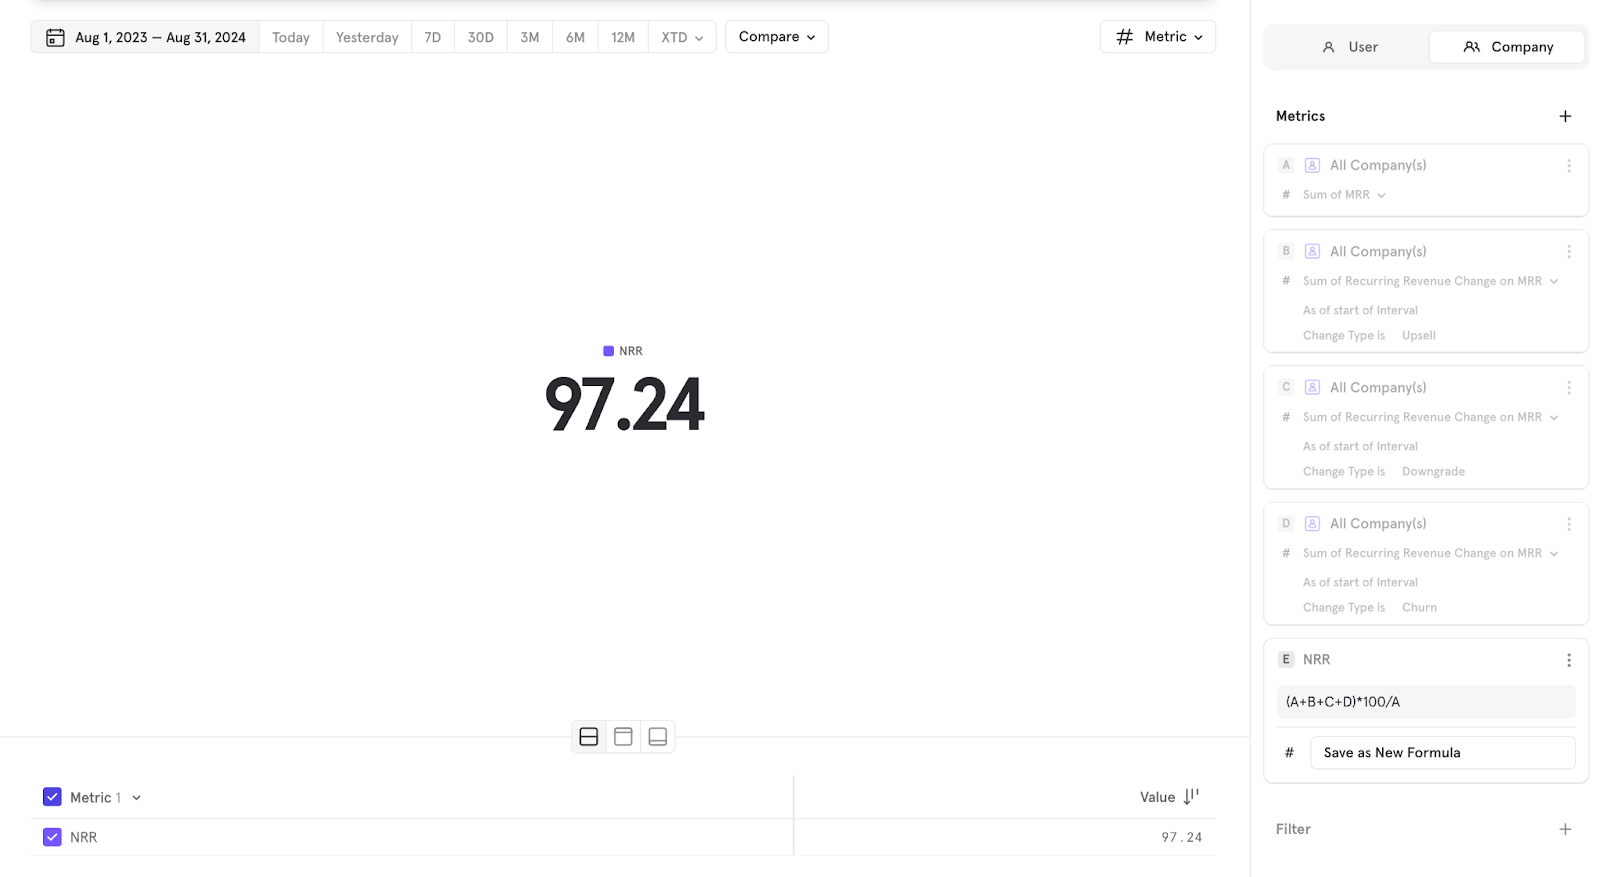 Aug 1, 2023 — Aug 31, 2024 Today Yesterday 7D 30D 3M 6M 12M XTD Compare # Metric
NRR
97.24
Metric 1 Value
NRR 97.24
User Company
Metrics +
A All Company(s)
# Sum of MRR
B All Company(s)
# Sum of Recurring Revenue Change on MRR
As of start of Interval
Change Type is Upsell
C All Company(s)
# Sum of Recurring Revenue Change on MRR
As of start of Interval
Change Type is Downgrade
D All Company(s)
# Sum of Recurring Revenue Change on MRR
As of start of Interval
Change Type is Churn
E NRR
(A+B+C+D)*100/A
# Save as New Formula
Filter +